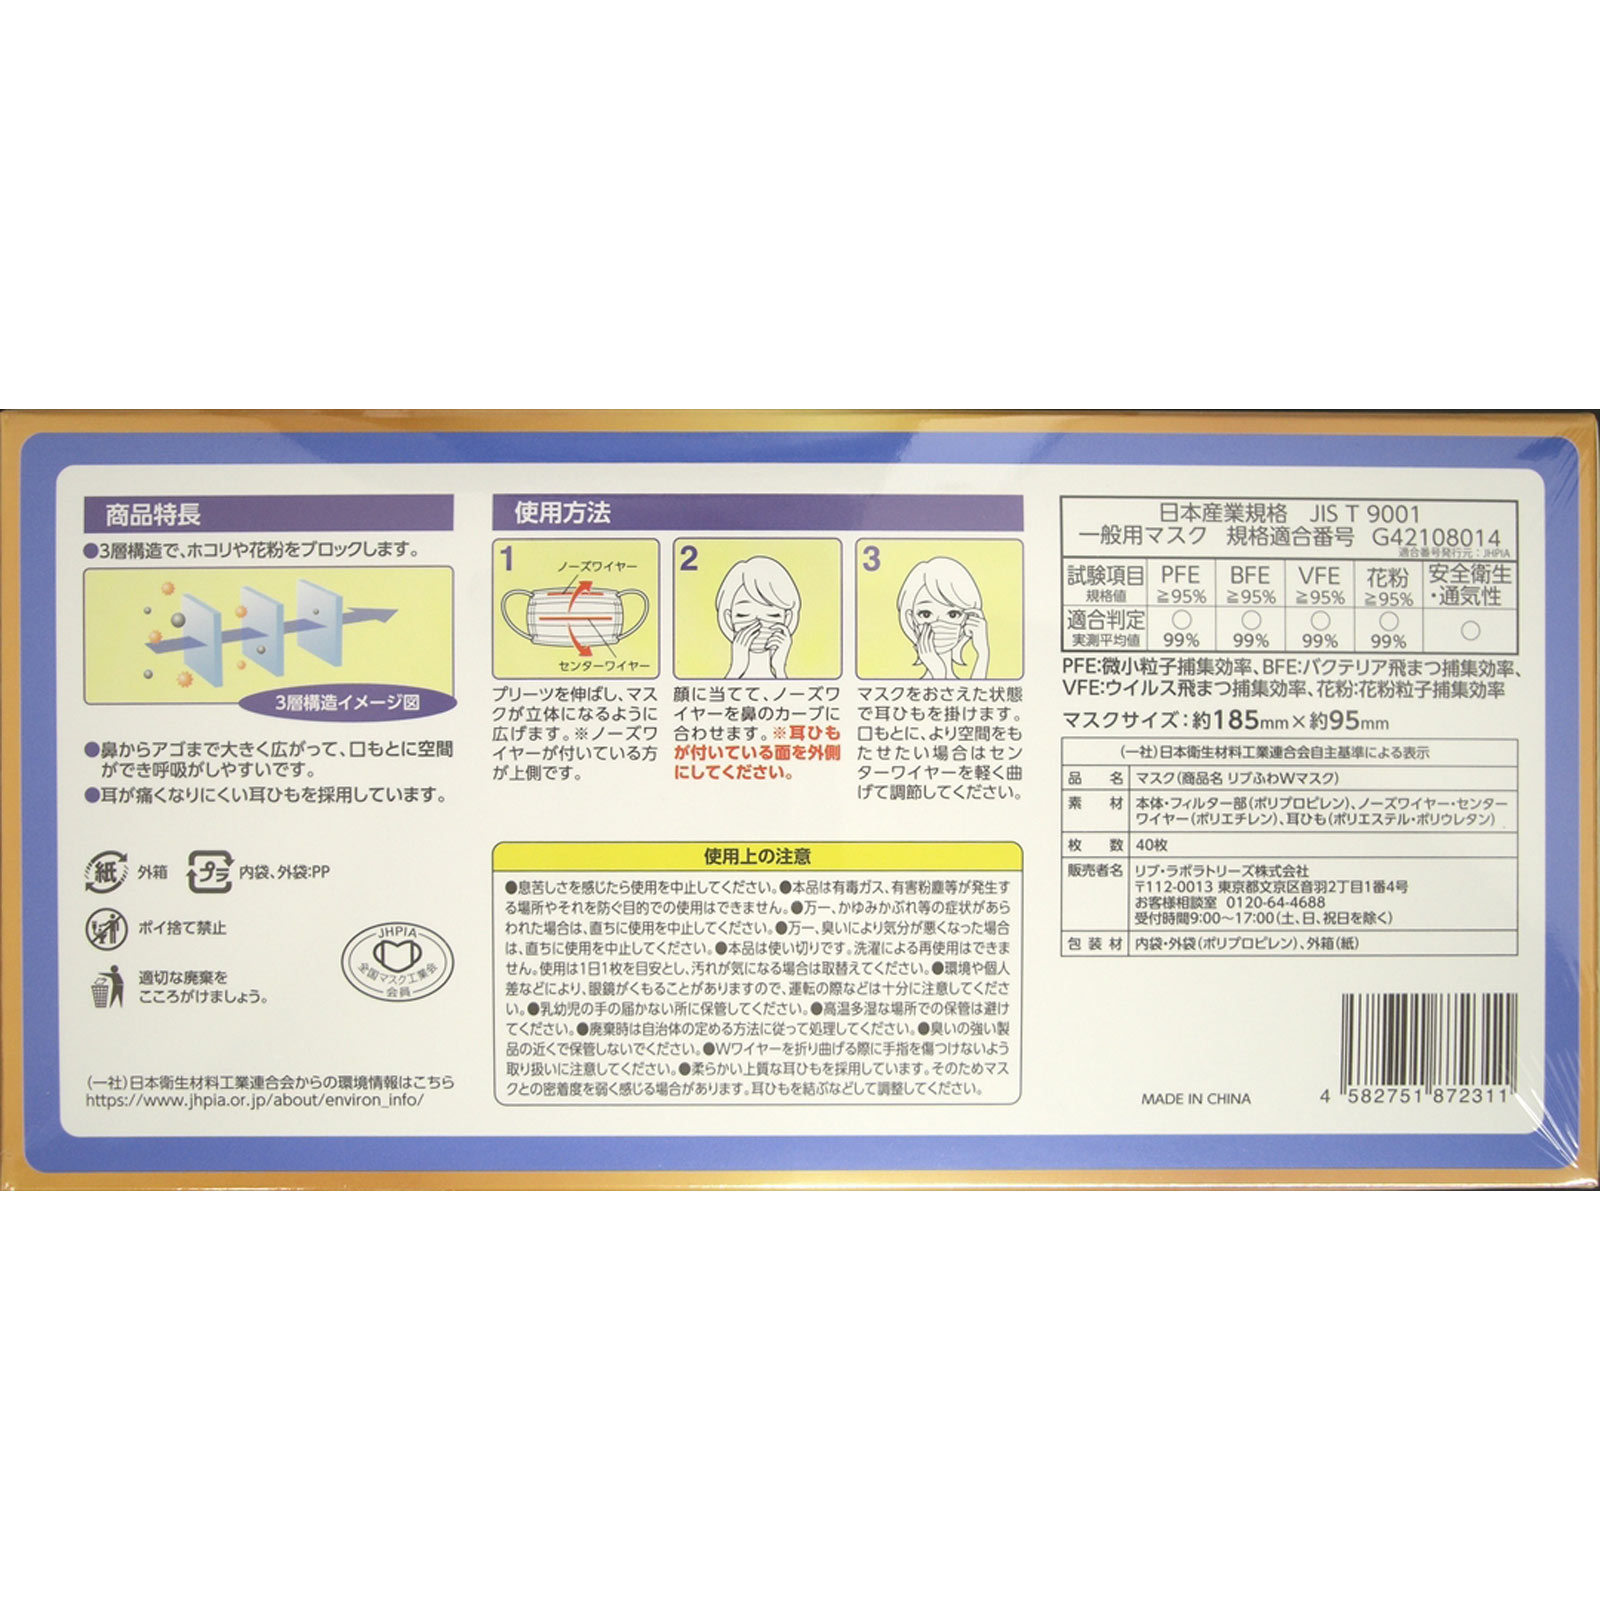 商品特長
●3層構造で、ホコリや花粉をブロックします。
3層構造イメージ図
●鼻からアゴまで大きく広がって、口もとに空間
ができ呼吸がしやすいです。
●耳が痛くなりにくい耳ひもを採用しています。
紙 外箱 プラ 内袋、外袋:PP
ポイ捨て禁止
適切な廃棄を
こころがけましょう。
JHPIA
全国マスク工業会
会員
(一社)日本衛生材料工業連合会からの環境情報はこちら
https://www.jhpia.or.jp/about/environ_info/
使用方法
1
ノーズワイヤー
センターワイヤー
プリーツを伸ばし、マス
クが立体になるように
広げます。※ノーズワ
イヤーが付いている方
が上側です。
2
顔に当てて、ノーズワ
イヤーを鼻のカーブに
合わせます。※耳ひも
が付いている面を外側
にしてください。
3
マスクをおさえた状態
で耳ひもを掛けます。
口もとに、より空間をも
たせたい場合はセン
ターワイヤーを軽く曲
げて調節してください。
使用上の注意
●息苦しさを感じたら使用を中止してください。●本品は有毒ガス、有害粉塵等が発生す
る場所やそれを防ぐ目的での使用はできません。●万一、かゆみかぶれ等の症状があら
われた場合は、直ちに使用を中止してください。●万一、臭いにより気分が悪くなった場合
は、直ちに使用を中止してください。●本品は使い切りです。洗濯による再使用はできま
せん。使用は1日1枚を目安とし、汚れが気になる場合は取替えてください。●環境や個人
差などにより、眼鏡がくもることがありますので、運転の際などは十分に注意してくださ
い。●乳幼児の手の届かない所に保管してください。●高温多湿な場所での保管は避け
てください。●廃棄時は自治体の定める方法に従って処理してください。●臭いの強い製
品の近くで保管しないでください。●Wワイヤーを折り曲げる際に手指を傷つけないよう
取り扱いに注意してください。●柔らかい上質な耳ひもを採用しています。そのためマス
クとの密着度を弱く感じる場合があります。耳ひもを結ぶなどして調整してください。
日本産業規格 JIS T 9001
一般用マスク 規格適合番号 G42108014
適合番号発行元:JHPIA
試験項目 PFE BFE VFE 花粉 安全衛生
規格値 ≧95% ≧95% ≧95% ≧95% ・通気性
適合判定 ○ ○ ○ ○ ○
実測平均値 99% 99% 99% 99%
PFE:微小粒子捕集効率、BFE:バクテリア飛まつ捕集効率、
VFE:ウイルス飛まつ捕集効率、花粉:花粉粒子捕集効率
マスクサイズ:約185mm×約95mm
(一社)日本衛生材料工業連合会自主基準による表示
品名 マスク(商品名 リブふわWマスク)
素材 本体・フィルター部(ポリプロピレン)、ノーズワイヤー・センター
ワイヤー(ポリエチレン)、耳ひも(ポリエステル・ポリウレタン)
枚数 40枚
販売者名 リブ・ラボラトリーズ株式会社
〒112-0013 東京都文京区音羽2丁目1番4号
お客様相談室 0120-64-4688
受付時間9:00〜17:00(土、日、祝日を除く)
包装材 内袋・外袋(ポリプロピレン)、外箱(紙)
MADE IN CHINA
4 582751 872311